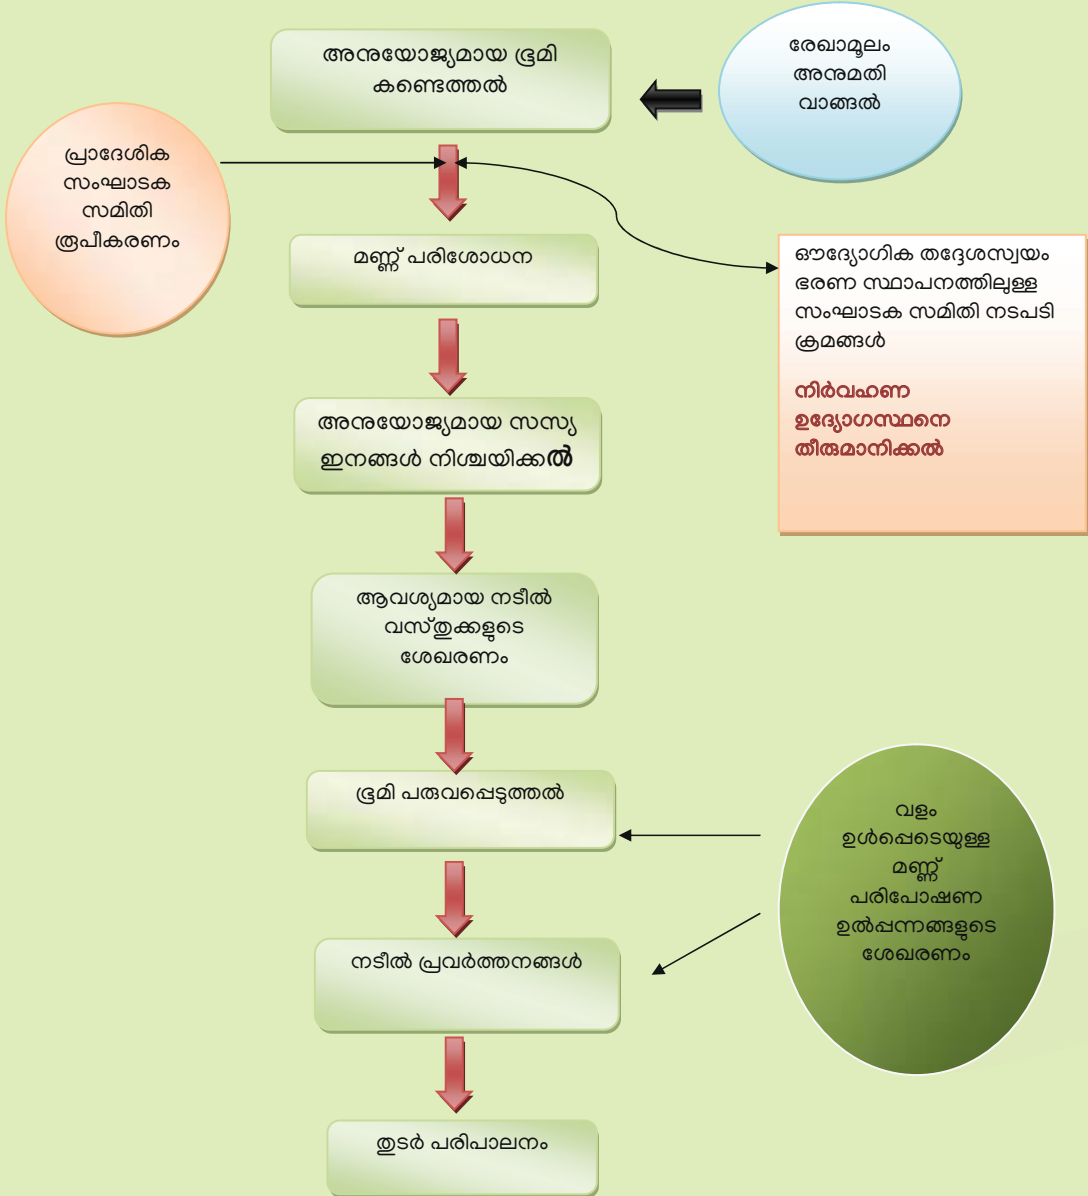 അനുയോജ്യമായ ഭൂമി
കണ്ടെത്തൽ
രേഖാമൂലം
അനുമതി
വാങ്ങൽ
പ്രാദേശിക
സംഘാടക
സമിതി
രൂപീകരണം
മണ്ണ് പരിശോധന
ഔദ്യോഗിക തദ്ദേശസ്വയം
ഭരണ സ്ഥാപനത്തിലുള്ള
സംഘാടക സമിതി നടപടി
ക്രമങ്ങൾ
നിർവഹണ
ഉദ്യോഗസ്ഥനെ
തീരുമാനിക്കൽ
അനുയോജ്യമായ സസ്യ
ഇനങ്ങൾ നിശ്ചയിക്കൽ
ആവശ്യമായ നടീൽ
വസ്തുക്കളുടെ
ശേഖരണം
ഭൂമി പരുവപ്പെടുത്തൽ
വളം
ഉൾപ്പെടെയുള്ള
മണ്ണ്
പരിപോഷണ
ഉൽപ്പന്നങ്ങളുടെ
ശേഖരണം
നടീൽ പ്രവർത്തനങ്ങൾ
തുടർ പരിപാലനം